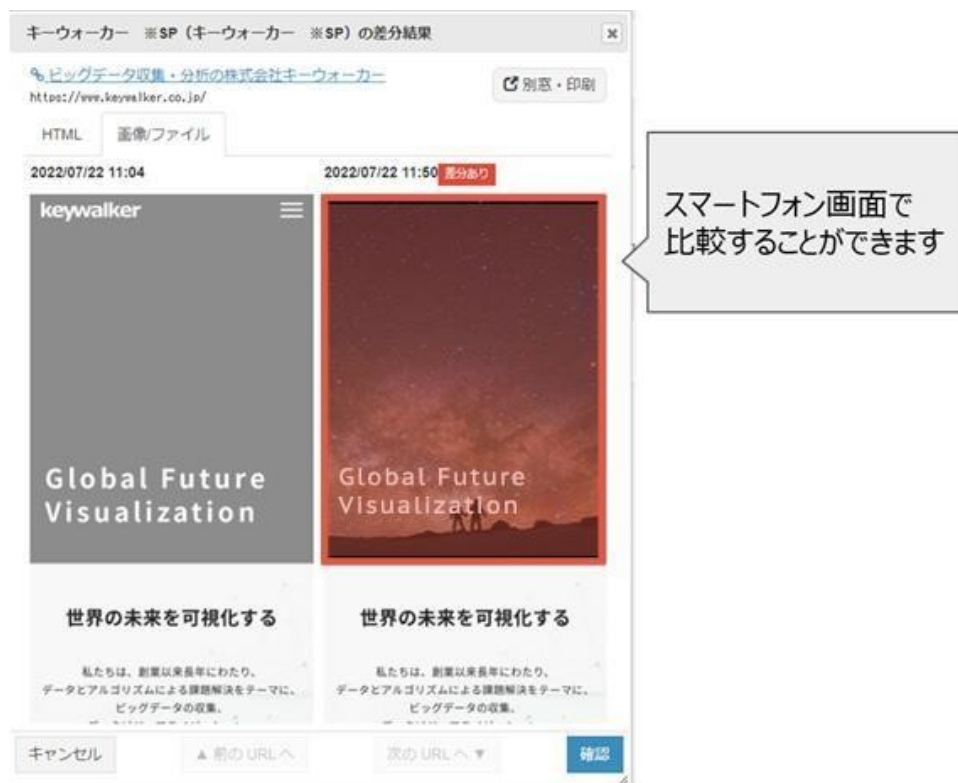 キーウォーカー ※SP（キーウォーカー ※SP）の差分結果
ビッグデータ収集・分析の株式会社キーウォーカー
https://www.keywalker.co.jp/
別窓・印刷
HTML 画像/ファイル
2022/07/22 11:04
2022/07/22 11:50 差分あり
keywalker
Global Future
Visualization
Global Future
Visualization
スマートフォン画面で
比較することができます
世界の未来を可視化する
私たちは、創業以来長年にわたり、
データとアルゴリズムによる課題解決をテーマに、
ビッグデータの収集、
世界の未来を可視化する
私たちは、創業以来長年にわたり、
データとアルゴリズムによる課題解決をテーマに、
ビッグデータの収集、
キャンセル ▲ 前の URL へ 次の URL へ ▼ 確認